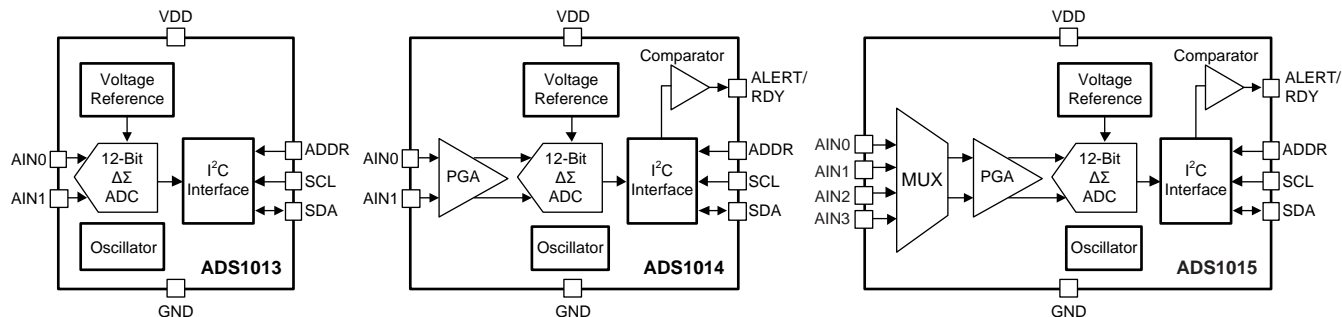 VDD
Voltage
Reference
AIN0
AIN1
12-Bit
ΔΣ
ADC
I²C
Interface
ADDR
SCL
SDA
Oscillator
ADS1013
GND
VDD
Comparator
ALERT/
RDY
Voltage
Reference
AIN0
AIN1
PGA
12-Bit
ΔΣ
ADC
I²C
Interface
ADDR
SCL
SDA
Oscillator
ADS1014
GND
VDD
Comparator
ALERT/
RDY
Voltage
Reference
AIN0
AIN1
AIN2
AIN3
MUX
PGA
12-Bit
ΔΣ
ADC
I²C
Interface
ADDR
SCL
SDA
Oscillator
ADS1015
GND